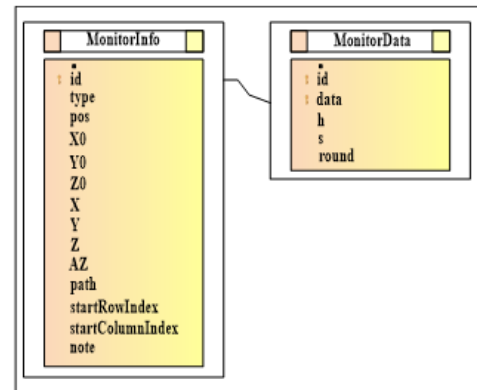 MonitorInfo
id
type
pos
X0
Y0
Z0
X
Y
Z
AZ
path
startRowIndex
startColumnIndex
note
MonitorData
id
data
h
s
round